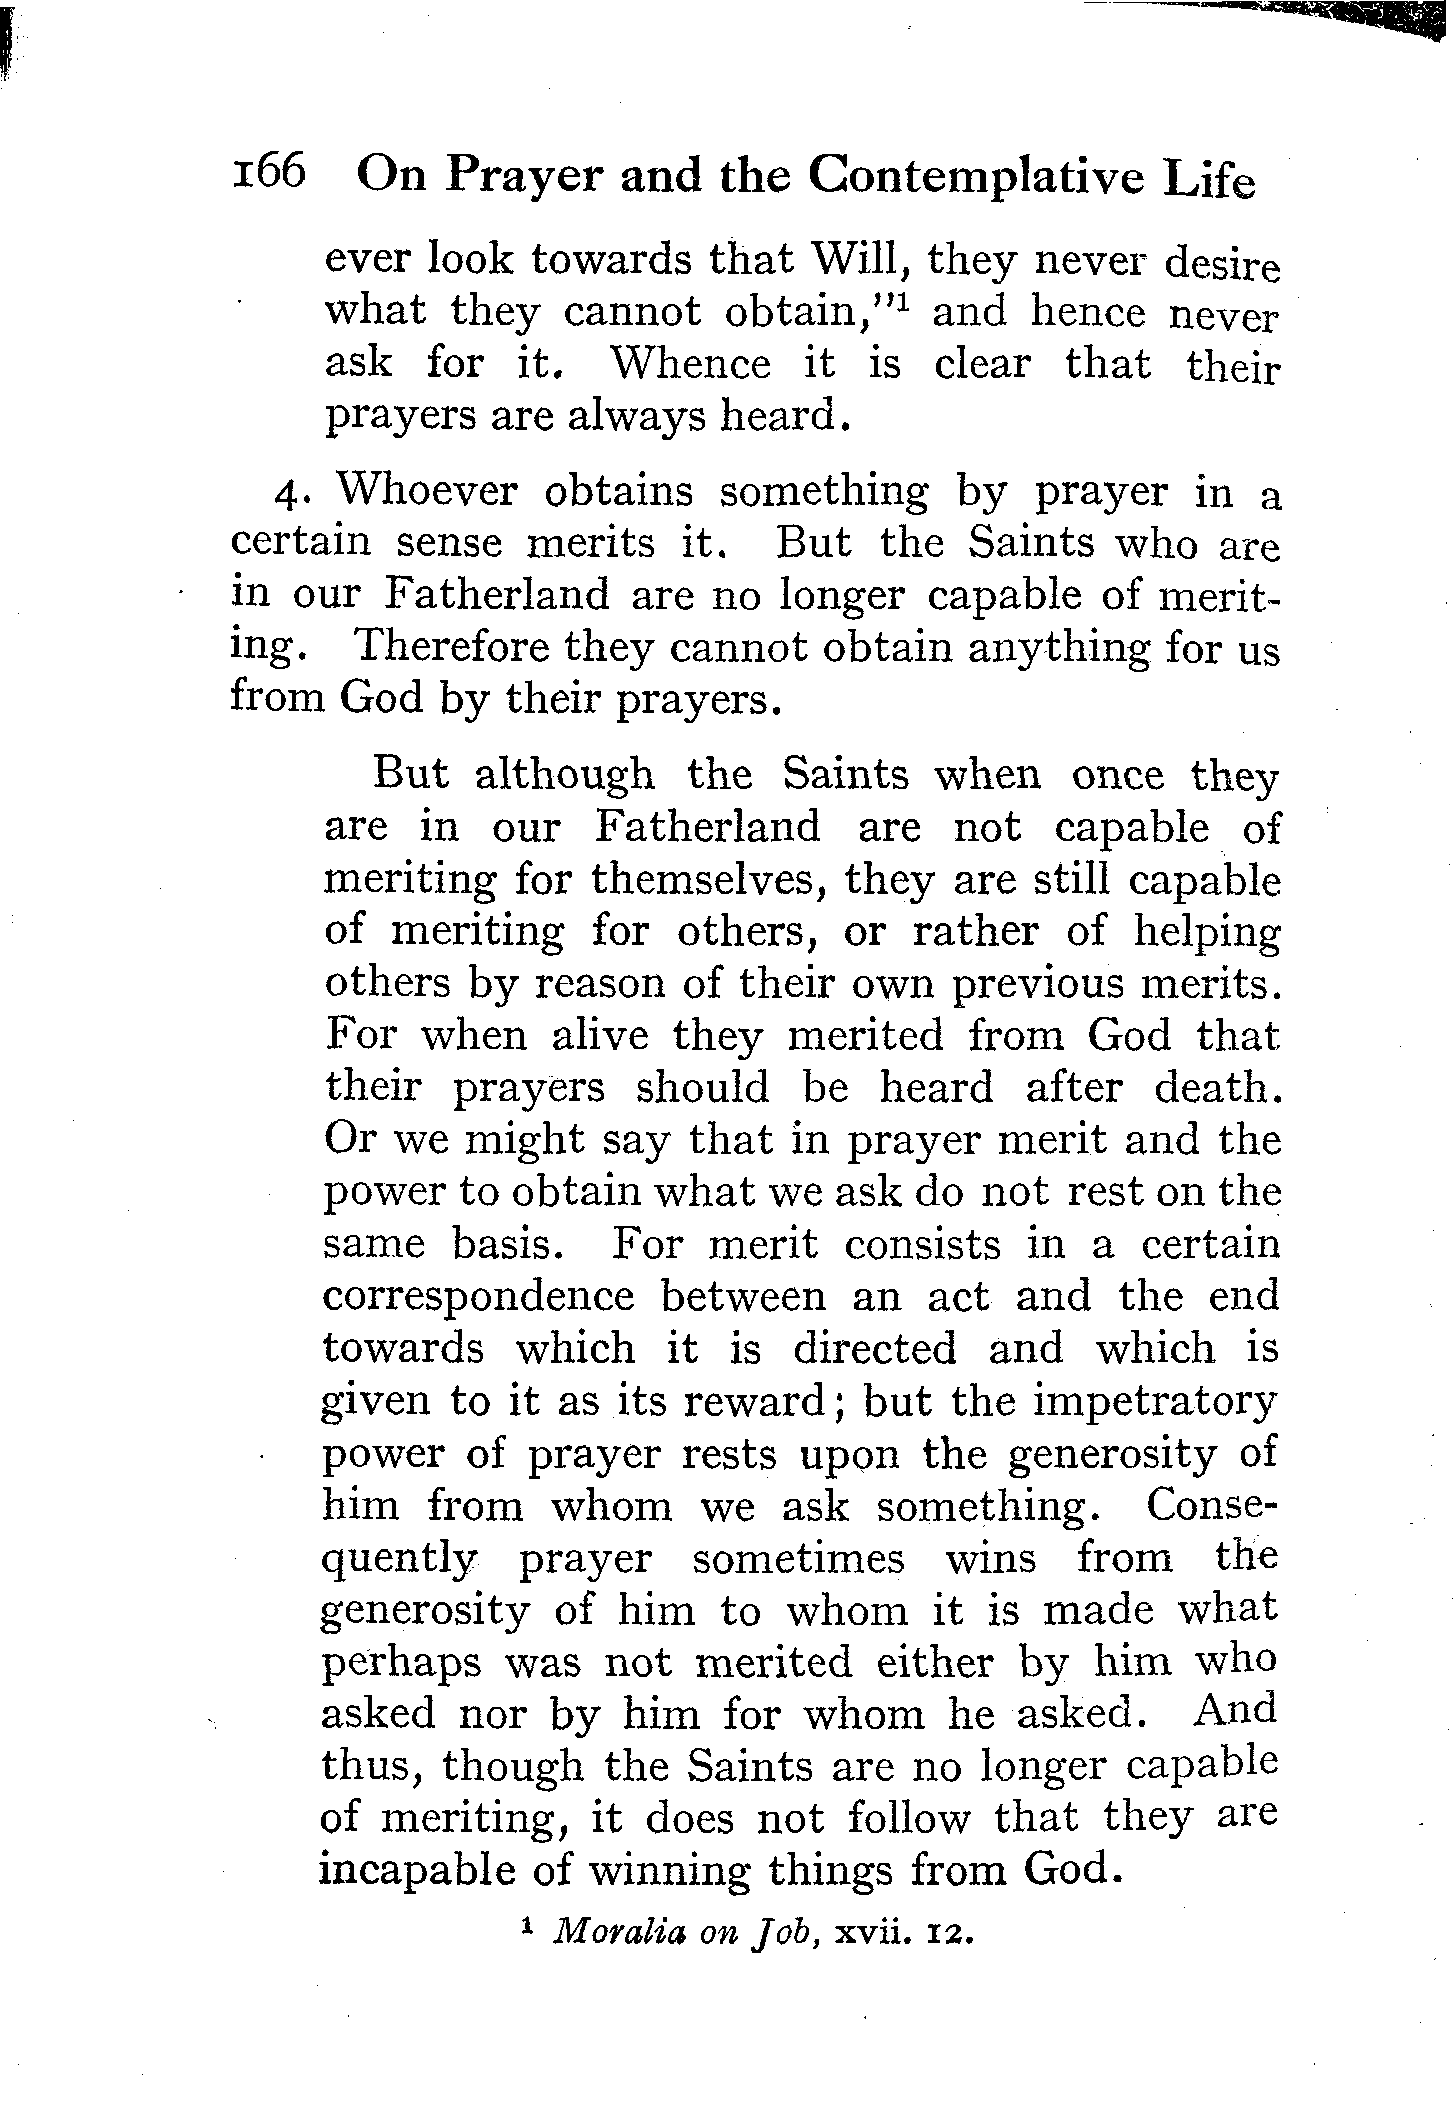 166 On Prayer and the Contemplative Life
ever look towards that Will, they never desire
what they cannot obtain,"1 and hence never
ask for it. Whence it is clear that their
prayers are always heard.
4. Whoever obtains something by prayer in a
certain sense merits it. But the Saints who are
in our Fatherland are no longer capable of merit-
ing. Therefore they cannot obtain anything for us
from God by their prayers.
But although the Saints when once they
are in our Fatherland are not capable of
meriting for themselves, they are still capable
of meriting for others, or rather of helping
others by reason of their own previous merits.
For when alive they merited from God that
their prayers should be heard after death.
Or we might say that in prayer merit and the
power to obtain what we ask do not rest on the
same basis. For merit consists in a certain
correspondence between an act and the end
towards which it is directed and which is
given to it as its reward; but the impetratory
power of prayer rests upon the generosity of
him from whom we ask something. Conse-
quently prayer sometimes wins from the
generosity of him to whom it is made what
perhaps was not merited either by him who
asked nor by him for whom he asked. And
thus, though the Saints are no longer capable
of meriting, it does not follow that they are
incapable of winning things from God.
1 Moralia on Job, xvii. 12.